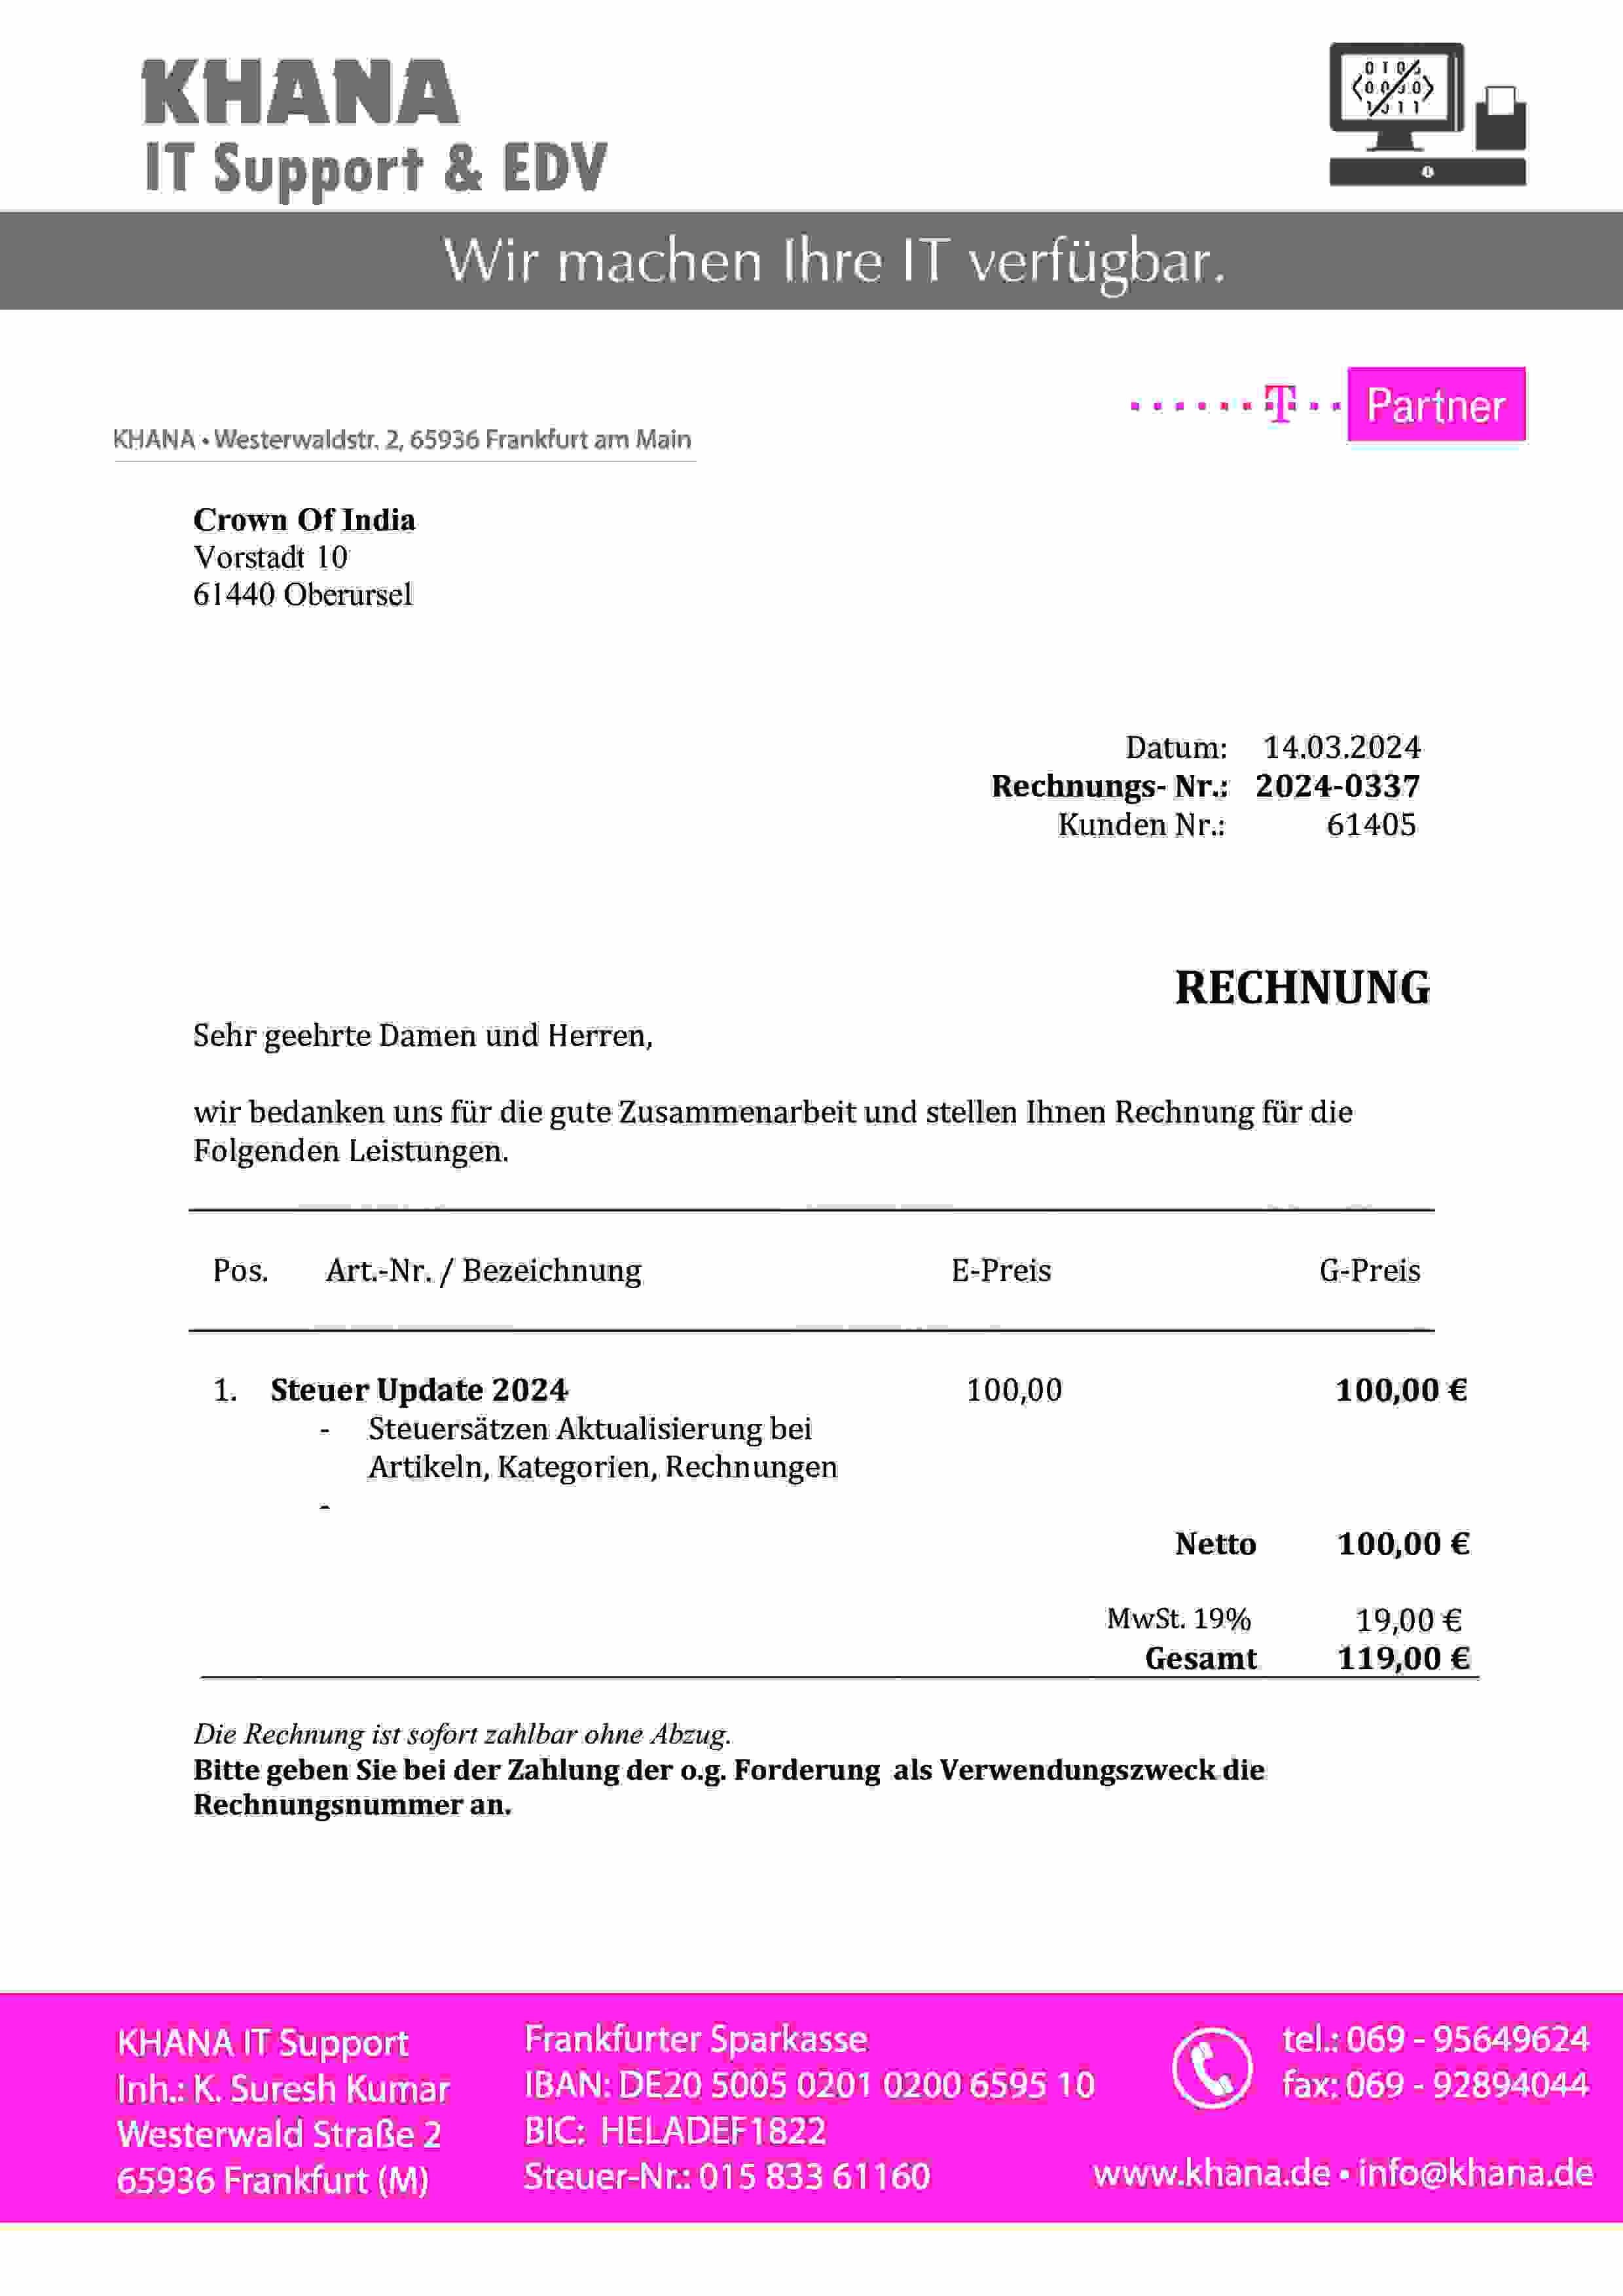 KHANA
IT Support & EDV
Wir machen Ihre IT verfügbar.
T Partner
KHANA • Westerwaldstr. 2, 65936 Frankfurt am Main
Crown Of India
Vorstadt 10
61440 Oberursel
Datum: 14.03.2024
Rechnungs- Nr.: 2024-0337
Kunden Nr.: 61405
RECHNUNG
Sehr geehrte Damen und Herren,
wir bedanken uns für die gute Zusammenarbeit und stellen Ihnen Rechnung für die
Folgenden Leistungen.
Pos. Art.-Nr. / Bezeichnung E-Preis G-Preis
1. Steuer Update 2024 100,00 100,00 €
- Steuersätzen Aktualisierung bei
Artikeln, Kategorien, Rechnungen
-
Netto 100,00 €
MwSt. 19% 19,00 €
Gesamt 119,00 €
Die Rechnung ist sofort zahlbar ohne Abzug.
Bitte geben Sie bei der Zahlung der o.g. Forderung als Verwendungszweck die
Rechnungsnummer an.
KHANA IT Support
Inh.: K. Suresh Kumar
Westerwald Straße 2
65936 Frankfurt (M)
Frankfurter Sparkasse
IBAN: DE20 5005 0201 0200 6595 10
BIC: HELADEF1822
Steuer-Nr.: 015 833 61160
tel.: 069 - 95649624
fax: 069 - 92894044
www.khana.de • info@khana.de